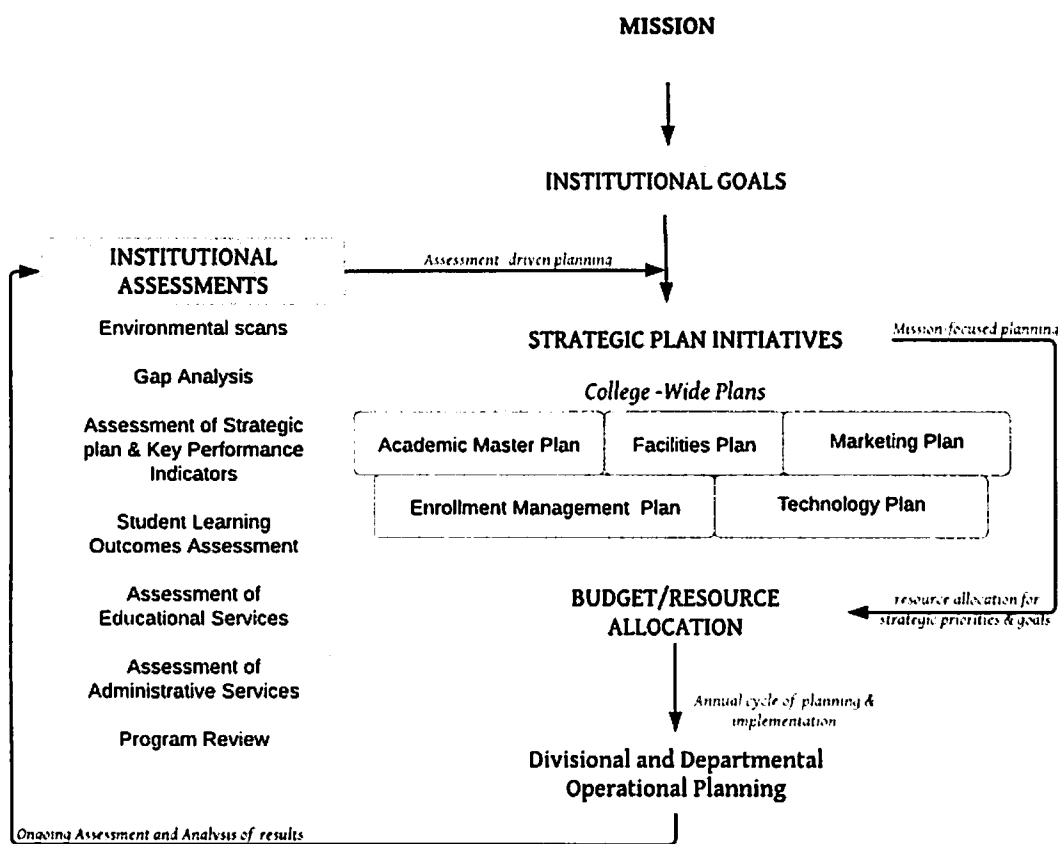 MISSION
INSTITUTIONAL GOALS
INSTITUTIONAL
ASSESSMENTS
Assessment - driven planning
Environmental scans
Gap Analysis
Assessment of Strategic
plan & Key Performance
Indicators
Student Learning
Outcomes Assessment
Assessment of
Educational Services
Assessment of
Administrative Services
Program Review
STRATEGIC PLAN INITIATIVES
Mission-focused planning
College -Wide Plans
Academic Master Plan
Facilities Plan
Marketing Plan
Enrollment Management Plan
Technology Plan
BUDGET/RESOURCE
ALLOCATION
resource allocation for
strategic priorities & goals
Annual cycle of planning &
implementation
Divisional and Departmental
Operational Planning
Ongoing Assessment and Analysis of results